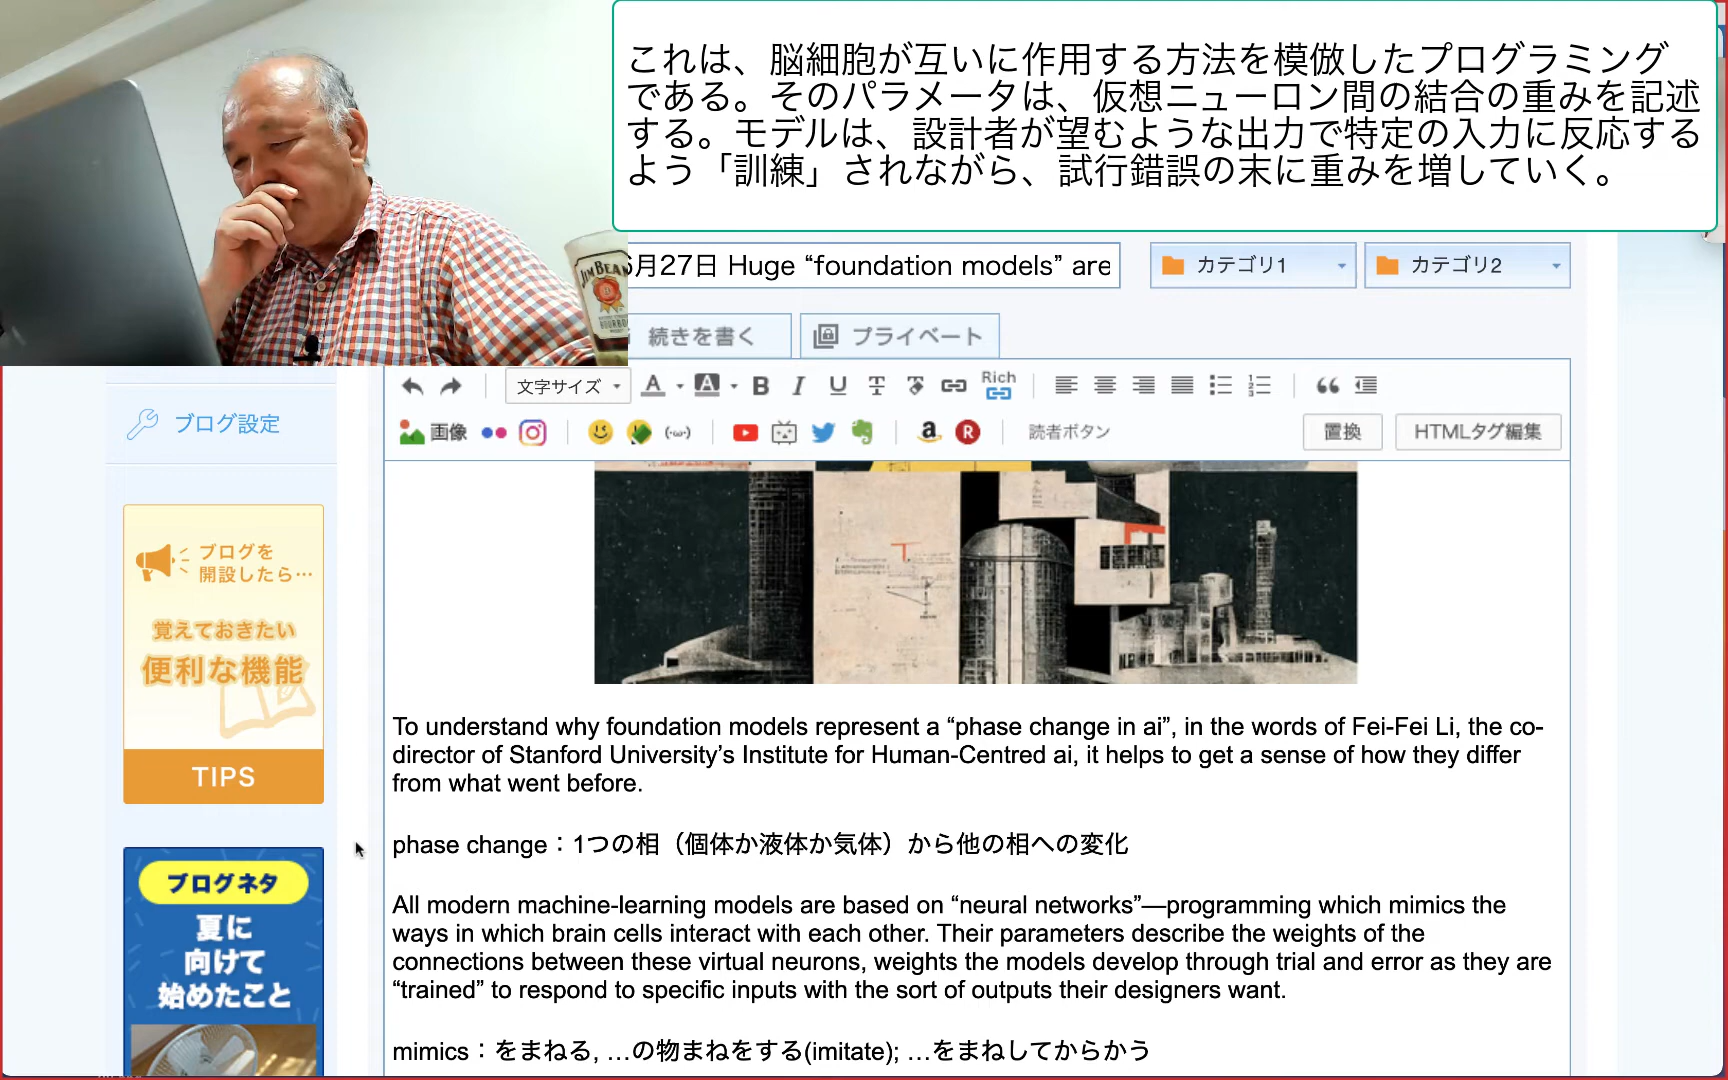 これは、脳細胞が互いに作用する方法を模倣したプログラミング
である。そのパラメータは、仮想ニューロン間の結合の重みを記述
する。モデルは、設計者が望むような出力で特定の入力に反応する
よう「訓練」されながら、試行錯誤の末に重みを増していく。
JIM BEAM
6月27日 Huge “foundation models” are
カテゴリ1
カテゴリ2
続きを書く
プライベート
文字サイズ
Rich
画像
読者ボタン
置換
HTMLタグ編集
ブログ設定
ブログを
開設したら…
覚えておきたい
便利な機能
TIPS
ブログネタ
夏に
向けて
始めたこと
To understand why foundation models represent a “phase change in ai”, in the words of Fei-Fei Li, the co-
director of Stanford University’s Institute for Human-Centred ai, it helps to get a sense of how they differ
from what went before.
phase change：1つの相（個体か液体か気体）から他の相への変化
All modern machine-learning models are based on “neural networks”—programming which mimics the
ways in which brain cells interact with each other. Their parameters describe the weights of the
connections between these virtual neurons, weights the models develop through trial and error as they are
“trained” to respond to specific inputs with the sort of outputs their designers want.
mimics：をまねる, …の物まねをする(imitate); …をまねしてからかう